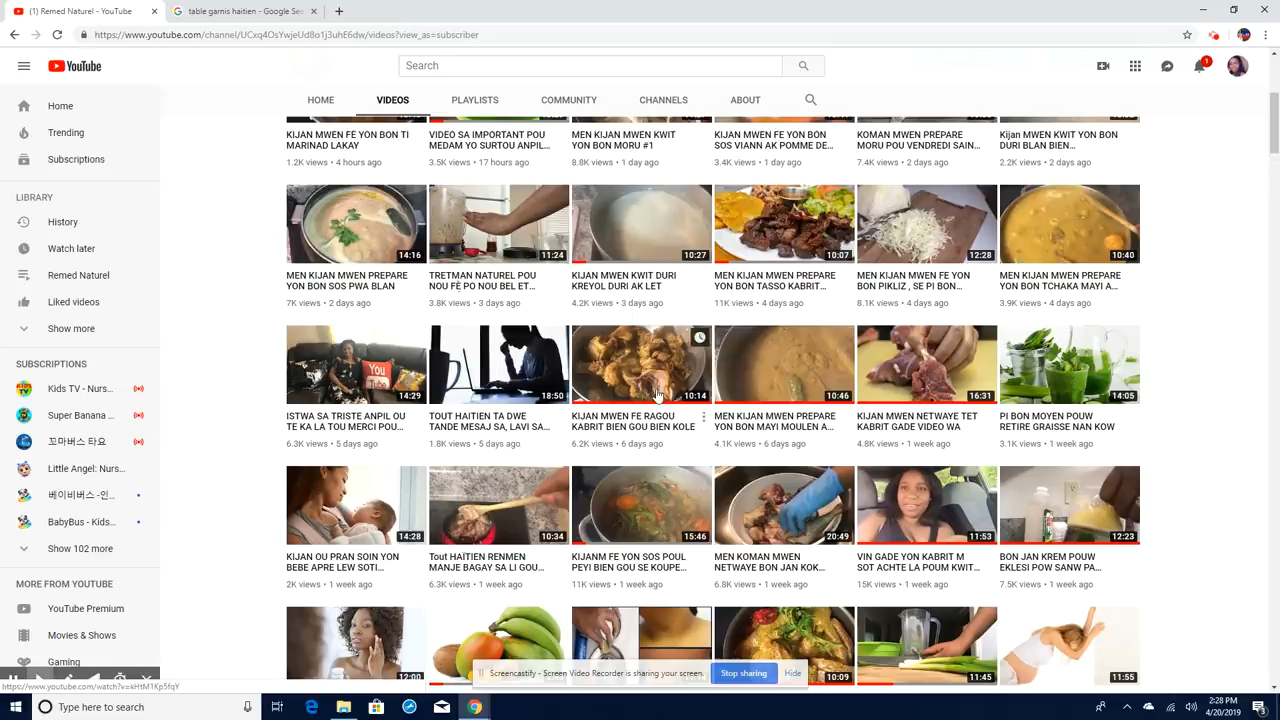 (1) Remed Naturel - YouTube
table garnis haitien - Google Sea
https://www.youtube.com/channel/UCxq4OsYwjeUd8o1j3uhE6dw/videos?view_as=subscriber
YouTube
Search
1
HOME VIDEOS PLAYLISTS COMMUNITY CHANNELS ABOUT
Home
Trending
Subscriptions
LIBRARY
History
Watch later
Remed Naturel
Liked videos
Show more
SUBSCRIPTIONS
Kids TV - Nurs...
Super Banana ...
꼬마버스 타요
Little Angel: Nurs...
베이비버스 -인...
BabyBus - Kids...
Show 102 more
MORE FROM YOUTUBE
YouTube Premium
Movies & Shows
Gaming
KIJAN MWEN FE YON BON TI
MARINAD LAKAY
1.2K views • 4 hours ago
VIDEO SA IMPORTANT POU
MEDAM YO SURTOU ANPIL...
3.5K views • 17 hours ago
MEN KIJAN MWEN KWIT
YON BON MORU #1
8.8K views • 1 day ago
KIJAN MWEN FE YON BON
SOS VIANN AK POMME DE...
3.4K views • 1 day ago
KOMAN MWEN PREPARE
MORU POU VENDREDI SAIN...
7.4K views • 2 days ago
Kijan MWEN KWIT YON BON
DURI BLAN BIEN...
2.2K views • 2 days ago
14:16
MEN KIJAN MWEN PREPARE
YON BON SOS PWA BLAN
7K views • 2 days ago
11:24
TRETMAN NATUREL POU
NOU FÈ PO NOU BEL ET...
3.8K views • 3 days ago
10:27
KIJAN MWEN KWIT DURI
KREYOL DURI AK LET
4.2K views • 3 days ago
10:07
MEN KIJAN MWEN PREPARE
YON BON TASSO KABRIT...
11K views • 4 days ago
12:28
MEN KIJAN MWEN FE YON
BON PIKLIZ , SE PI BON...
8.1K views • 4 days ago
10:40
MEN KIJAN MWEN PREPARE
YON BON TCHAKA MAYI A...
3.9K views • 4 days ago
You
Tube
14:29
ISTWA SA TRISTE ANPIL OU
TE KA LA TOU MERCI POU...
6.3K views • 5 days ago
18:50
TOUT HAITIEN TA DWE
TANDE MESAJ SA, LAVI SA...
1.8K views • 5 days ago
10:14
KIJAN MWEN FE RAGOU
KABRIT BIEN GOU BIEN KOLE
6.2K views • 6 days ago
10:46
MEN KIJAN MWEN PREPARE
YON BON MAYI MOULEN A...
4.1K views • 6 days ago
16:31
KIJAN MWEN NETWAYE TET
KABRIT GADE VIDEO WA
4.8K views • 1 week ago
14:05
PI BON MOYEN POUW
RETIRE GRAISSE NAN KOW
3.1K views • 1 week ago
14:28
KIJAN OU PRAN SOIN YON
BEBE APRE LEW SOTI...
2K views • 1 week ago
10:34
Tout HAÏTIEN RENMEN
MANJE BAGAY SA LI GOU...
6.3K views • 1 week ago
15:46
KIJANM FE YON SOS POUL
PEYI BIEN GOU SE KOUPE...
11K views • 1 week ago
20:49
MEN KOMAN MWEN
NETWAYE BON JAN KOK...
6.8K views • 1 week ago
11:53
VIN GADE YON KABRIT M
SOT ACHTE LA POUM KWIT...
15K views • 1 week ago
12:23
BON JAN KREM POUW
EKLESI POW SANW PA...
7.5K views • 1 week ago
12:00
10:09
11:45
11:55
Screencastify - Screen Video Recorder is sharing your screen.
Stop sharing
Hide
https://www.youtube.com/watch?v=kHtM1Kp5fqY
Type here to search
2:28 PM
4/20/2019
3